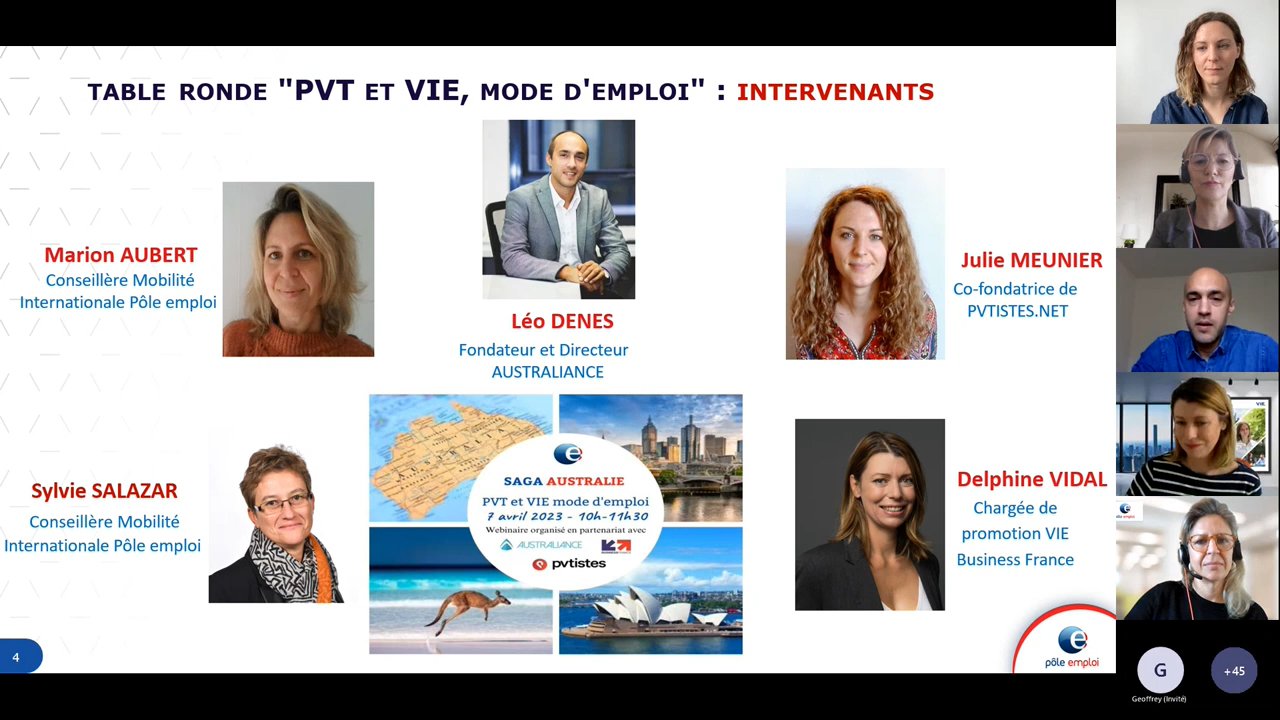 TABLE RONDE "PVT ET VIE, MODE D'EMPLOI" : INTERVENANTS
Marion AUBERT
Conseillère Mobilité
Internationale Pôle emploi
Léo DENES
Fondateur et Directeur
AUSTRALIANCE
Julie MEUNIER
Co-fondatrice de
PVTISTES.NET
Sylvie SALAZAR
Conseillère Mobilité
Internationale Pôle emploi
SAGA AUSTRALIE
PVT et VIE mode d'emploi
7 avril 2023 - 10h-11h30
Webinaire organisé en partenariat avec
AUSTRALIANCE
pvtistes
Delphine VIDAL
Chargée de
promotion VIE
Business France
4
pôle emploi
VIE
G
Geoffrey (Invité)
+45